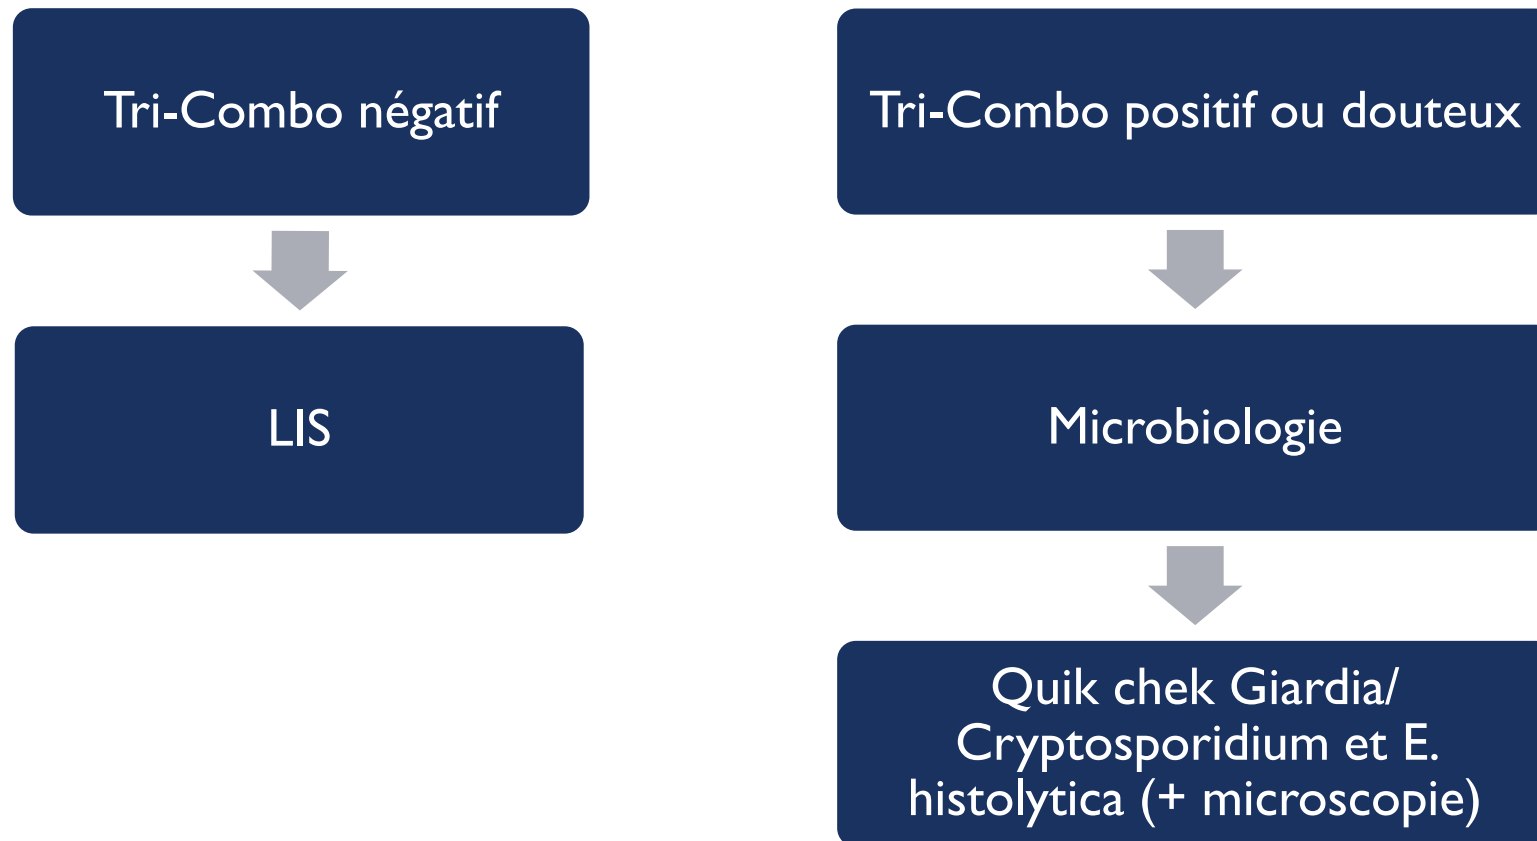 Tri-Combo négatif
LIS
Tri-Combo positif ou douteux
Microbiologie
Quik chek Giardia/
Cryptosporidium et E.
histolytica (+ microscopie)